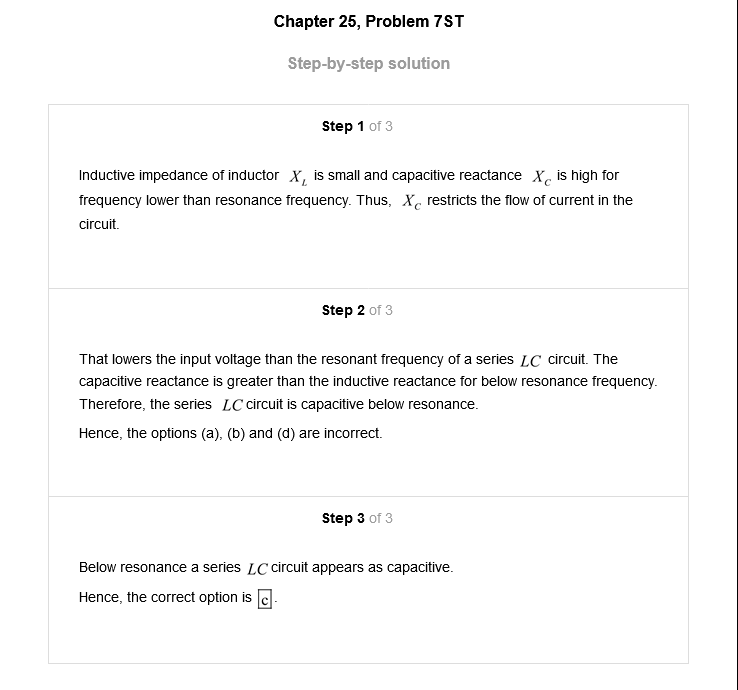 Chapter 25, Problem 7ST
Step-by-step solution
Step 1 of 3
Inductive impedance of inductor X_L is small and capacitive reactance X_C is high for
frequency lower than resonance frequency. Thus, X_C restricts the flow of current in the
circuit.
Step 2 of 3
That lowers the input voltage than the resonant frequency of a series LC circuit. The
capacitive reactance is greater than the inductive reactance for below resonance frequency.
Therefore, the series LC circuit is capacitive below resonance.
Hence, the options (a), (b) and (d) are incorrect.
Step 3 of 3
Below resonance a series LC circuit appears as capacitive.
Hence, the correct option is c.